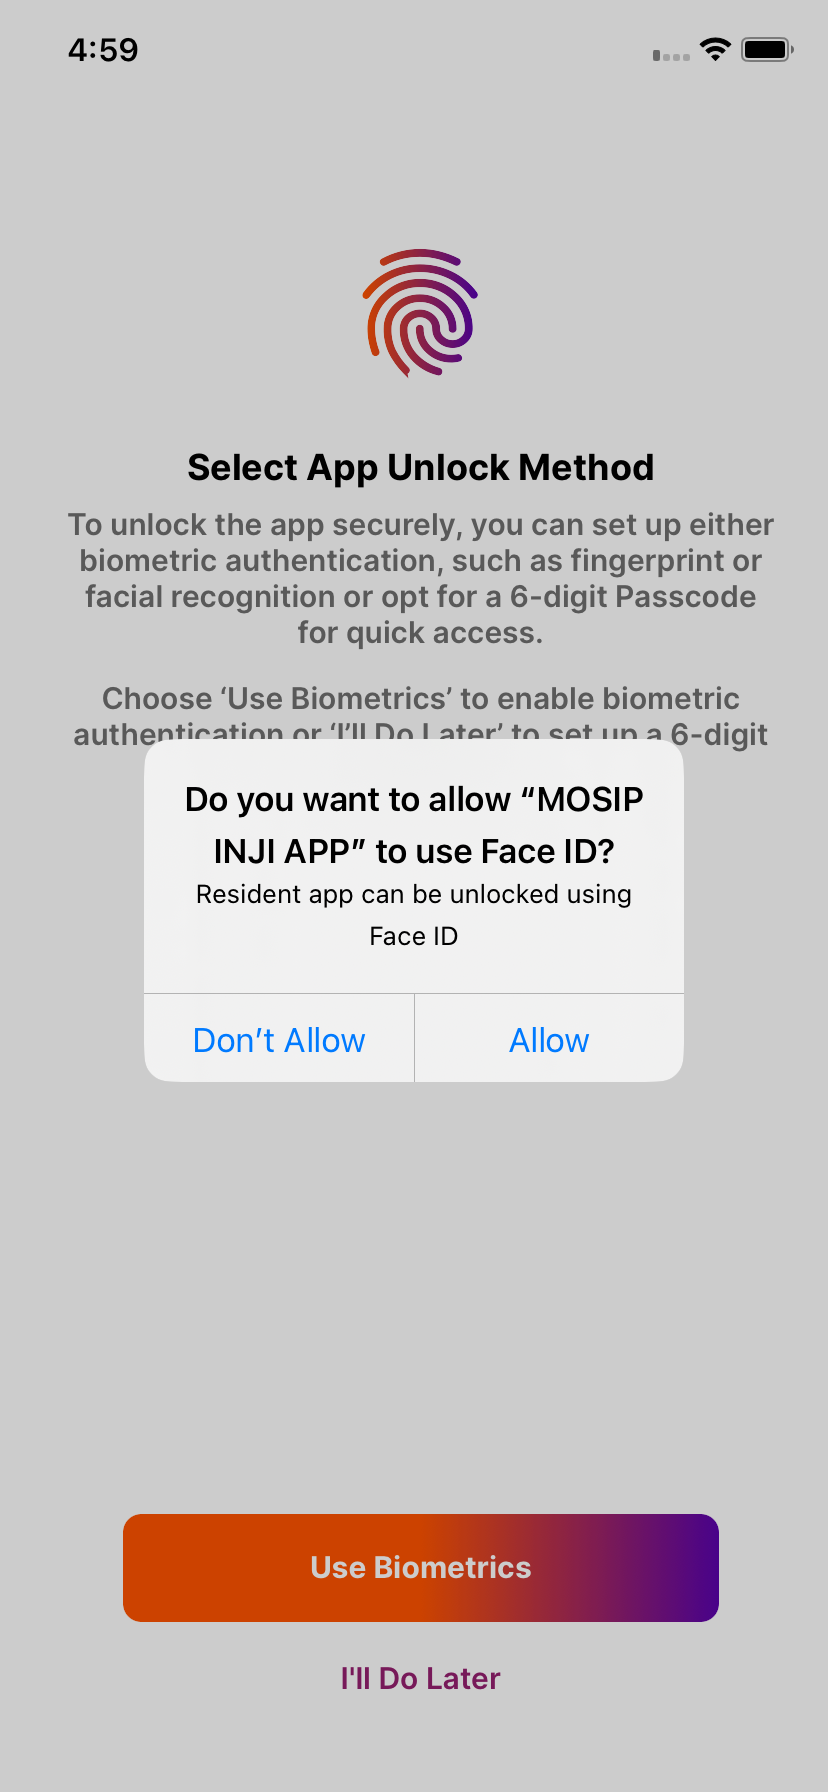 4:59
Select App Unlock Method
To unlock the app securely, you can set up either
biometric authentication, such as fingerprint or
facial recognition or opt for a 6-digit Passcode
for quick access.
Choose ‘Use Biometrics’ to enable biometric
authentication or ‘I’ll Do Later’ to set up a 6-digit
Do you want to allow “MOSIP
INJI APP” to use Face ID?
Resident app can be unlocked using
Face ID
Don’t Allow
Allow
Use Biometrics
I'll Do Later